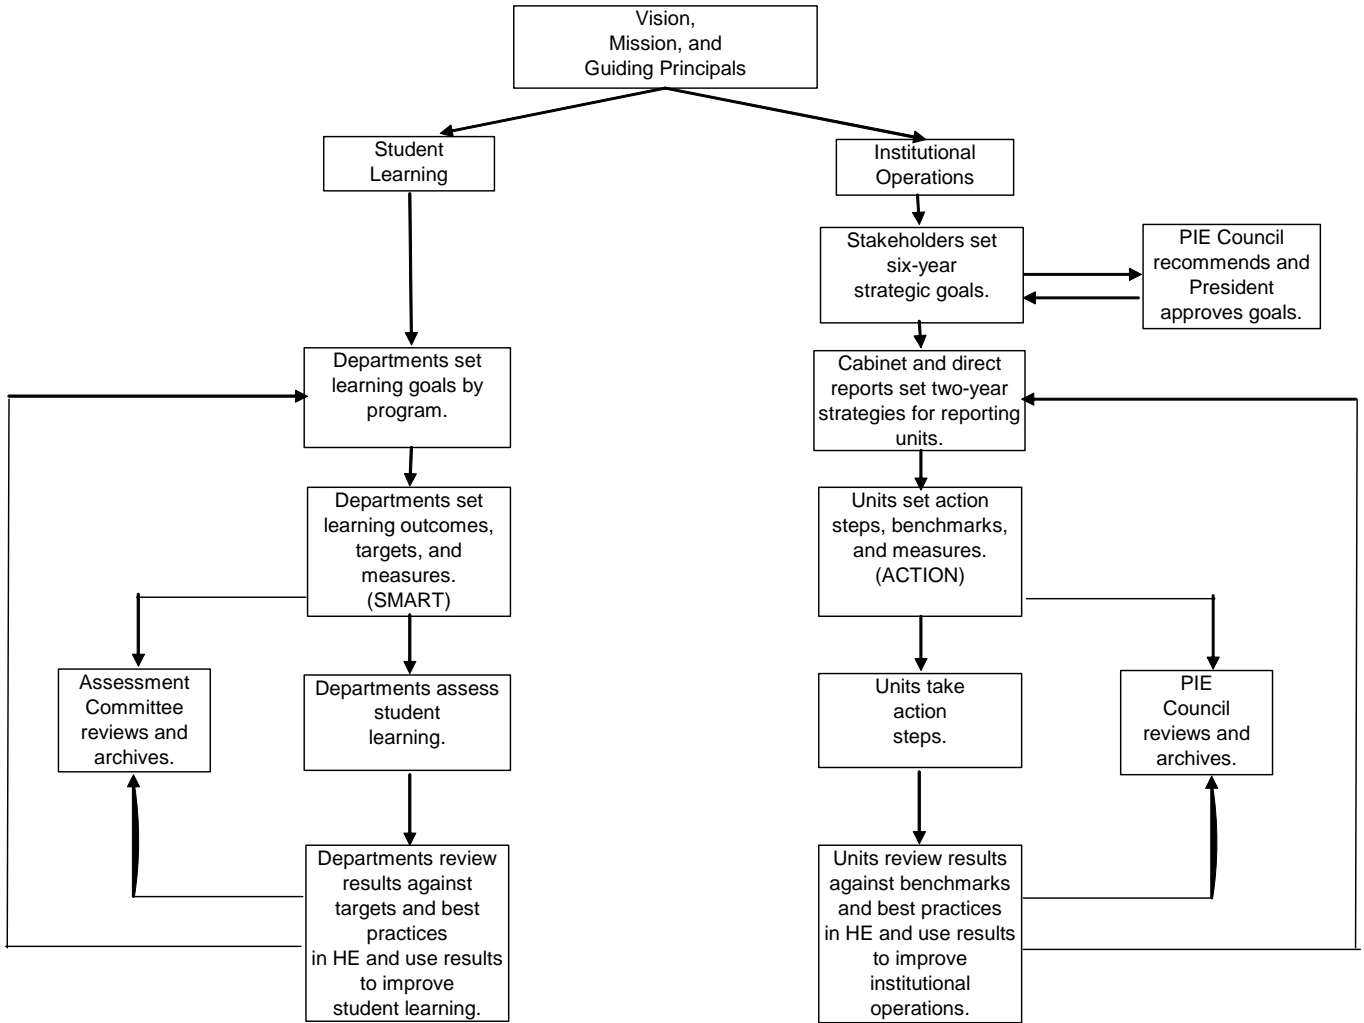 Vision,
Mission, and
Guiding Principals
Student
Learning
Institutional
Operations
Stakeholders set
six-year
strategic goals.
PIE Council
recommends and
President
approves goals.
Departments set
learning goals by
program.
Cabinet and direct
reports set two-year
strategies for reporting
units.
Departments set
learning outcomes,
targets, and
measures.
(SMART)
Units set action
steps, benchmarks,
and measures.
(ACTION)
Assessment
Committee
reviews and
archives.
Departments assess
student
learning.
Units take
action
steps.
PIE
Council
reviews and
archives.
Departments review
results against
targets and best
practices
in HE and use results
to improve
student learning.
Units review results
against benchmarks
and best practices
in HE and use results
to improve
institutional
operations.